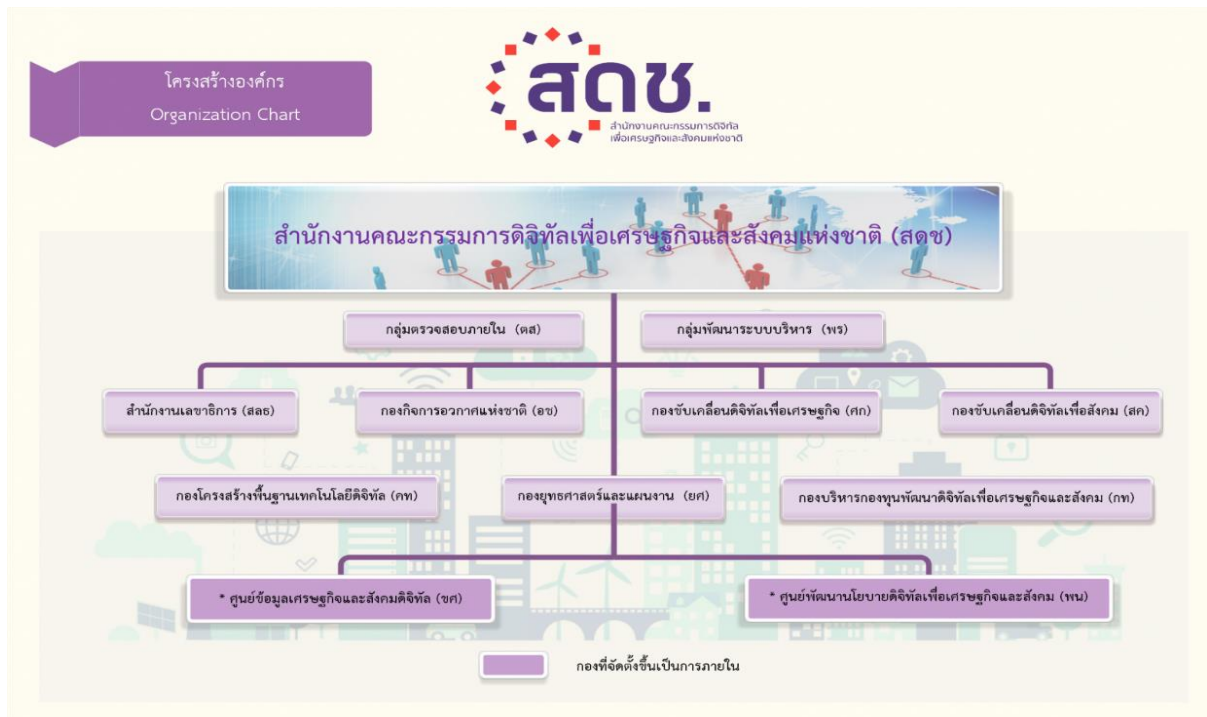 โครงสร้างองค์กร
Organization Chart
สดช.
สำนักงานคณะกรรมการดิจิทัล
เพื่อเศรษฐกิจและสังคมแห่งชาติ
สำนักงานคณะกรรมการดิจิทัลเพื่อเศรษฐกิจและสังคมแห่งชาติ (สดช)
กลุ่มตรวจสอบภายใน (ตส)
กลุ่มพัฒนาระบบบริหาร (พร)
สำนักงานเลขาธิการ (สลธ)
กองกิจการอวกาศแห่งชาติ (อช)
กองขับเคลื่อนดิจิทัลเพื่อเศรษฐกิจ (ศก)
กองขับเคลื่อนดิจิทัลเพื่อสังคม (สค)
กองโครงสร้างพื้นฐานเทคโนโลยีดิจิทัล (คท)
กองยุทธศาสตร์และแผนงาน (ยศ)
กองบริหารกองทุนพัฒนาดิจิทัลเพื่อเศรษฐกิจและสังคม (กท)
* ศูนย์ข้อมูลเศรษฐกิจและสังคมดิจิทัล (ขศ)
* ศูนย์พัฒนานโยบายดิจิทัลเพื่อเศรษฐกิจและสังคม (พน)
กองที่จัดตั้งขึ้นเป็นการภายใน